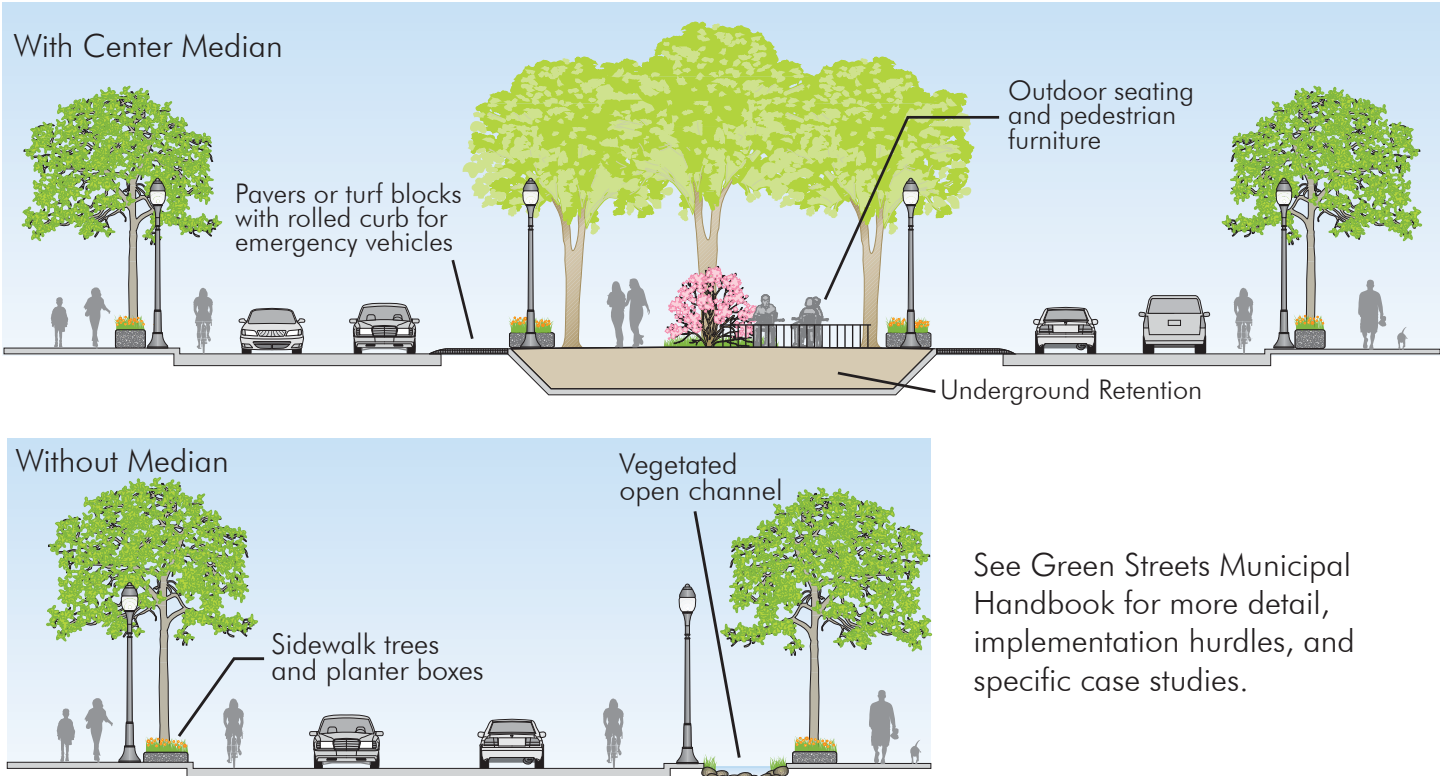 With Center Median
Outdoor seating
and pedestrian
furniture
Pavers or turf blocks
with rolled curb for
emergency vehicles
Underground Retention
Without Median
Vegetated
open channel
Sidewalk trees
and planter boxes
See Green Streets Municipal
Handbook for more detail,
implementation hurdles, and
specific case studies.